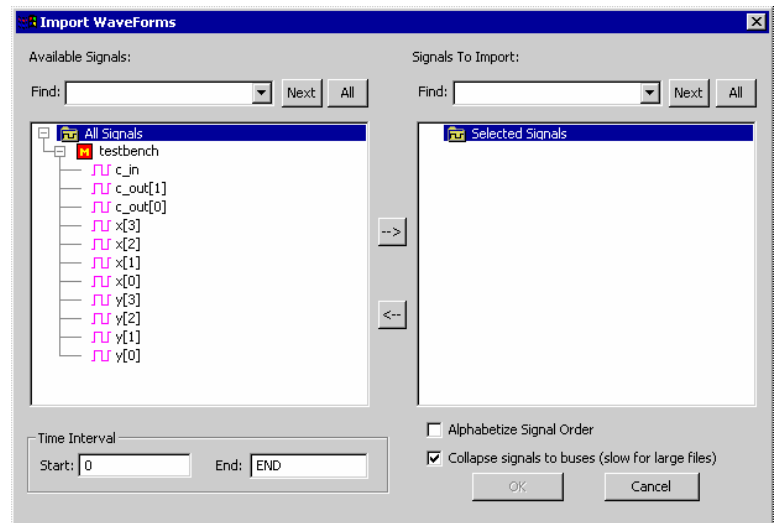 Import WaveForms
Available Signals:
Signals To Import:
Find:
Next
All
Find:
Next
All
All Signals
M testbench
c_in
c_out[1]
c_out[0]
x[3]
x[2]
x[1]
x[0]
y[3]
y[2]
y[1]
y[0]
-->
<--
Selected Signals
Time Interval
Start: 0
End: END
Alphabetize Signal Order
Collapse signals to buses (slow for large files)
OK
Cancel